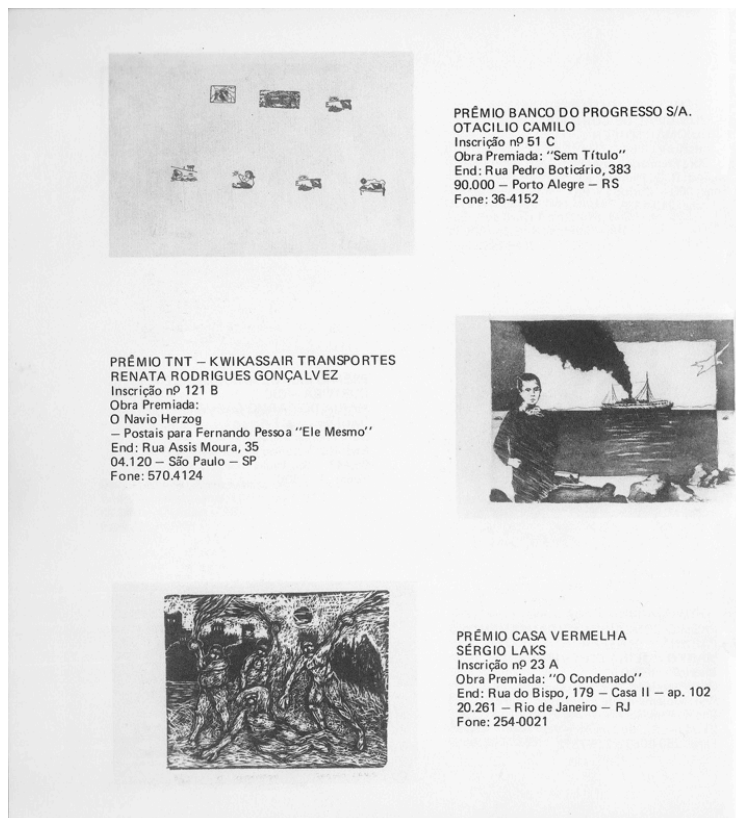 PRÊMIO BANCO DO PROGRESSO S/A.
OTACILIO CAMILO
Inscrição nº 51 C
Obra Premiada: "Sem Título"
End: Rua Pedro Boticário, 383
90.000 — Porto Alegre — RS
Fone: 36-4152
PRÊMIO TNT — KWIKASSAIR TRANSPORTES
RENATA RODRIGUES GONÇALVEZ
Inscrição nº 121 B
Obra Premiada:
O Navio Herzog
— Postais para Fernando Pessoa "Ele Mesmo"
End: Rua Assis Moura, 35
04.120 — São Paulo — SP
Fone: 570.4124
PRÊMIO CASA VERMELHA
SÉRGIO LAKS
Inscrição nº 23 A
Obra Premiada: "O Condenado"
End: Rua do Bispo, 179 — Casa II — ap. 102
20.261 — Rio de Janeiro — RJ
Fone: 254-0021